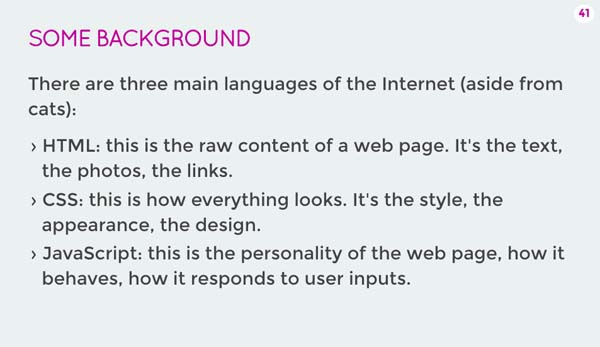 41
SOME BACKGROUND
There are three main languages of the Internet (aside from
cats):
› HTML: this is the raw content of a web page. It's the text,
the photos, the links.
› CSS: this is how everything looks. It's the style, the
appearance, the design.
› JavaScript: this is the personality of the web page, how it
behaves, how it responds to user inputs.